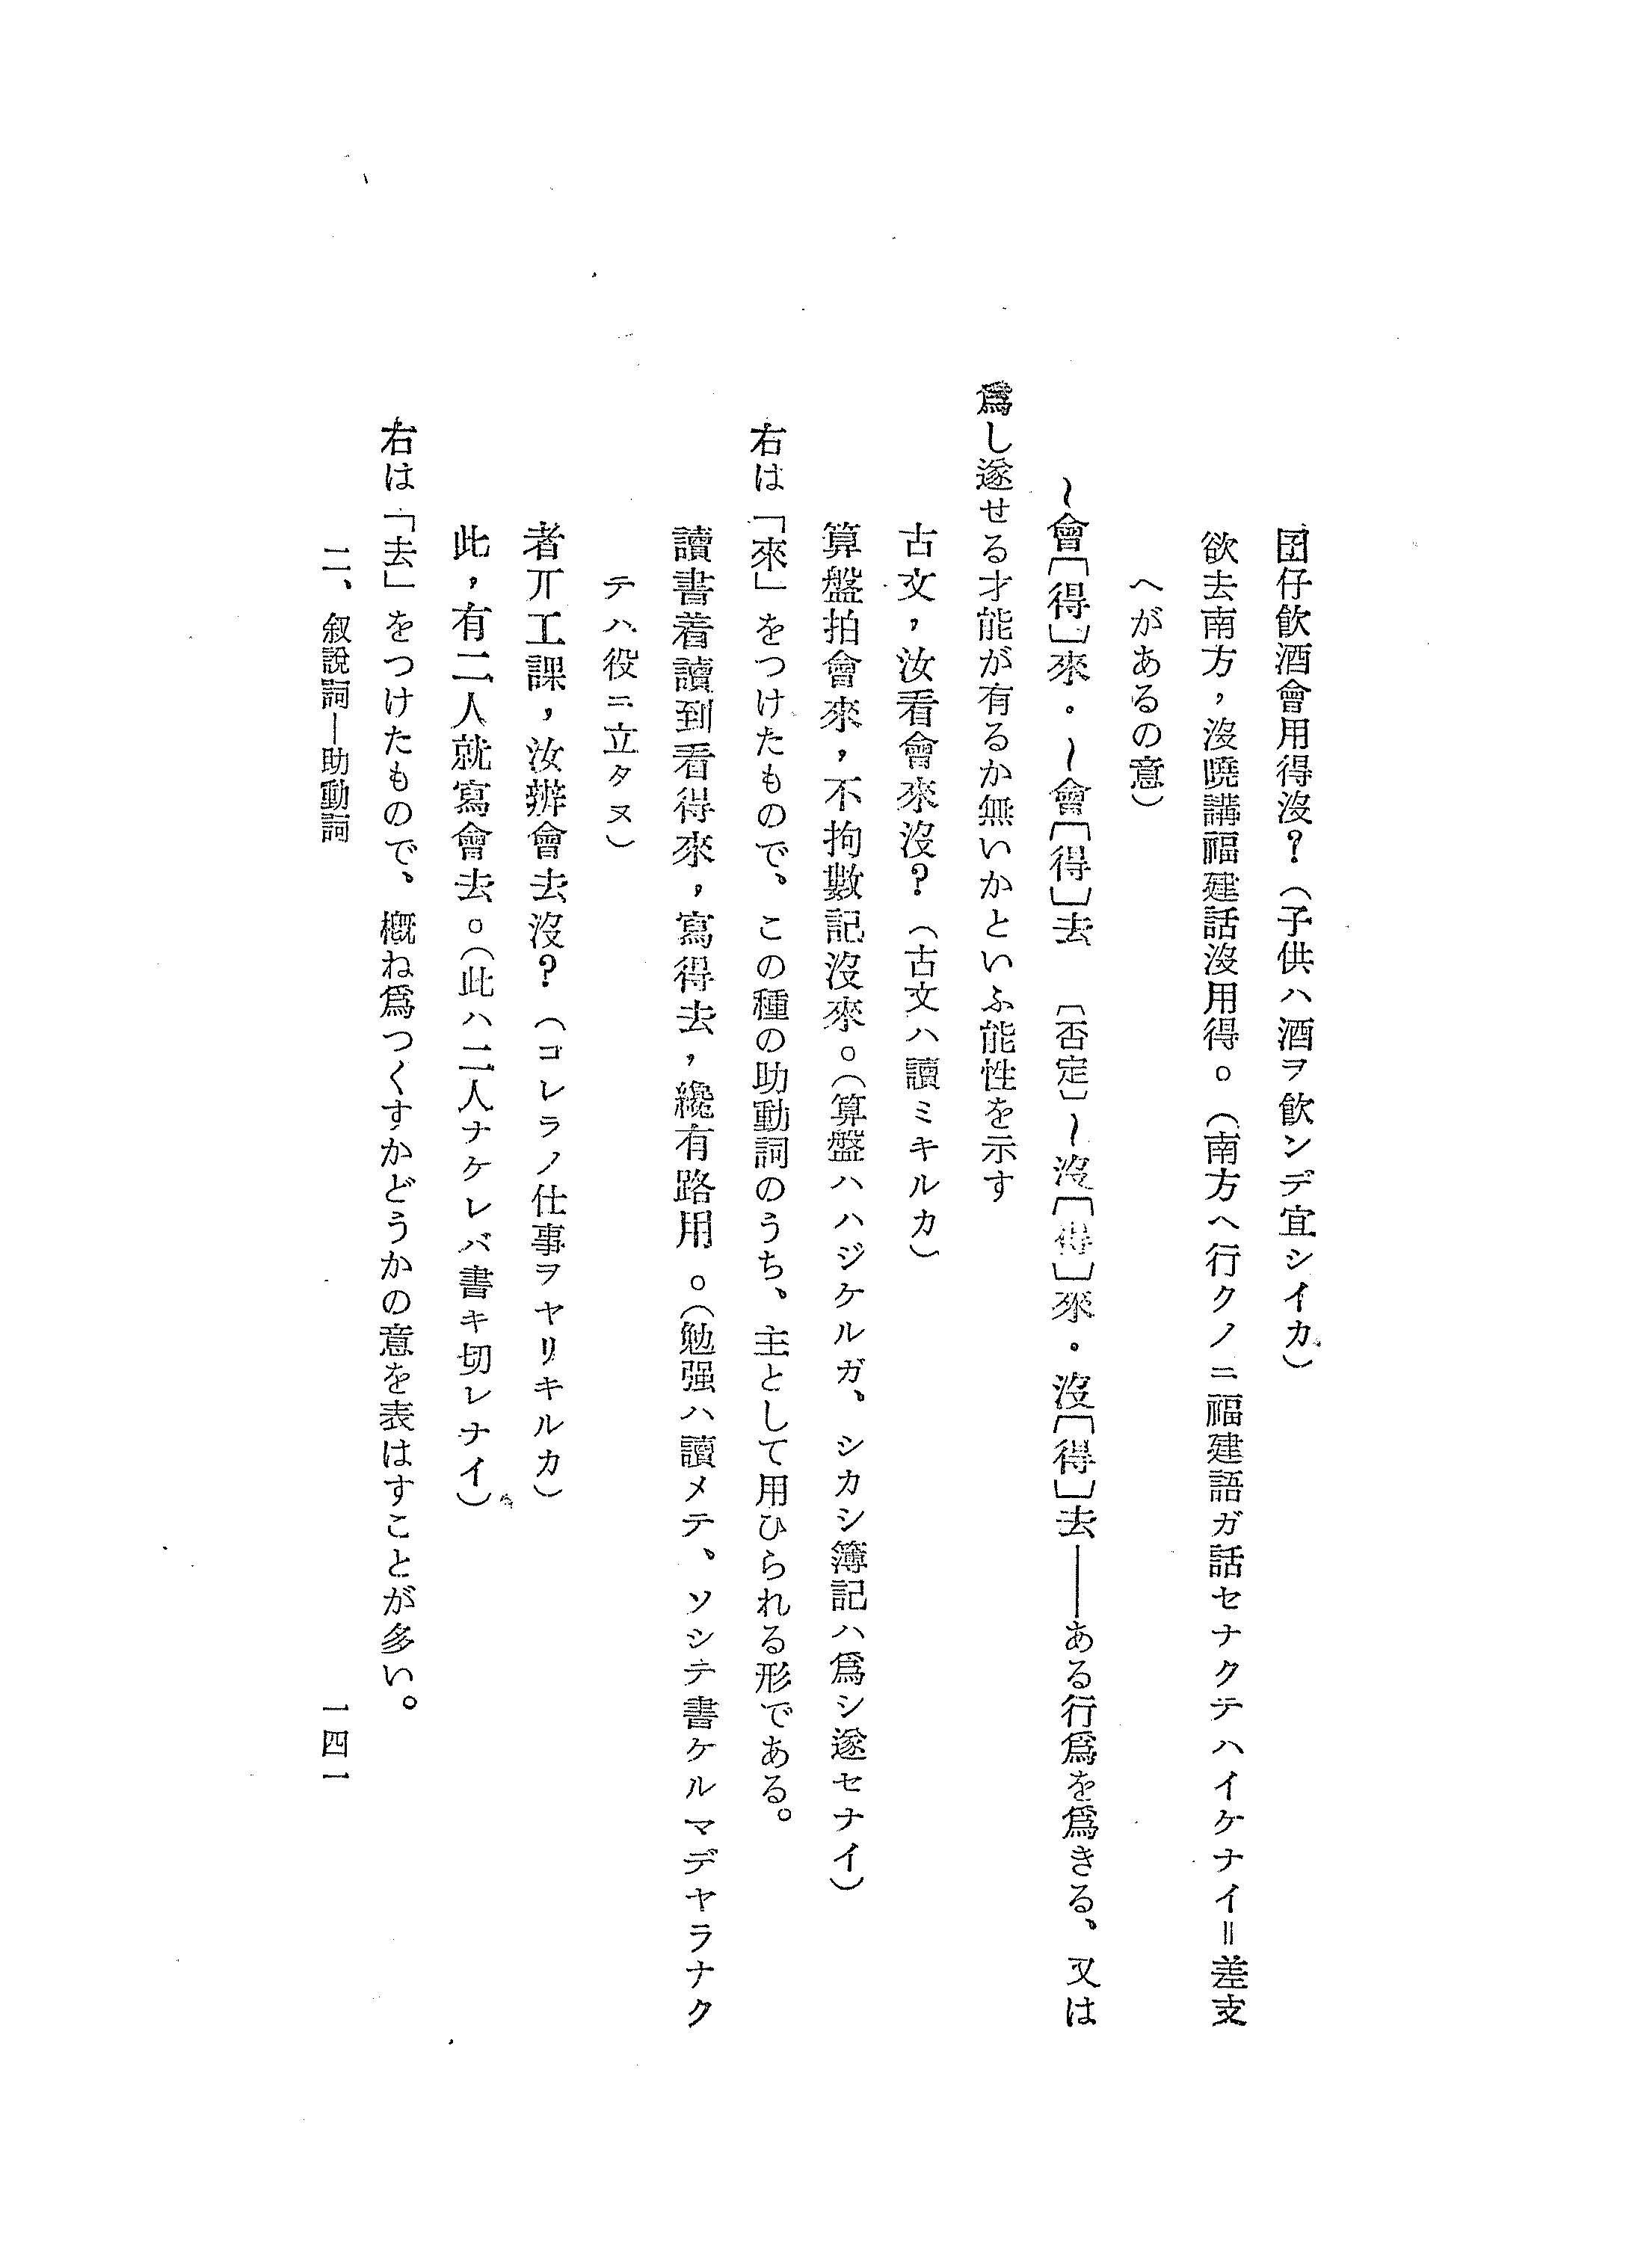 囝仔飮酒會用得沒?(子供ハ酒ヲ飮ンデ宜シイカ)
欲去南方，沒曉講福建話沒用得。(南方ヘ行クノニ福建語ガ話セナクテハイケナイ＝差支
へがあるの意)
～會〔得〕來・～會〔得〕去　〔否定〕～沒〔得〕來・沒〔得〕去――ある行爲を爲きる、又は
爲し遂せる才能が有るか無いかといふ能性を示す
古文，汝看會來沒?(古文ハ讀ミキルカ)
算盤拍會來，不拘數記沒來。(算盤ハハジケルガ、シカシ簿記ハ爲シ遂セナイ)
右は「來」をつけたもので、この種の助動詞のうち、主として用ひられる形である。
讀書着讀到看得來，寫得去，纔有路用。(勉强ハ讀メテ、ソシテ書ケルマデヤラナク
テハ役ニ立タヌ)
者丌工課，汝辦會去沒?(コレラノ仕事ヲヤリキルカ)
此，有二人就寫會去。(此ハ二人ナケレバ書キ切レナイ)
右は「去」をつけたもので、槪ね爲つくすかどうかの意を表はすことが多い。
二、叙說詞―助動詞
一四一